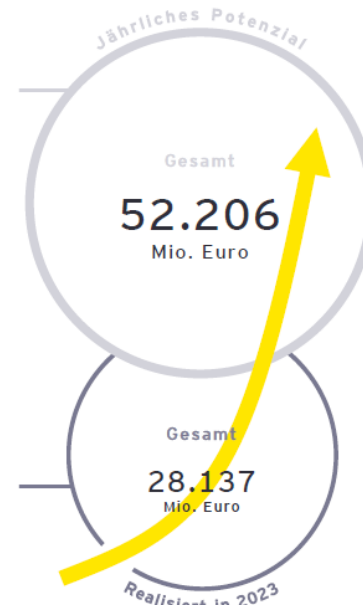 Jährliches Potenzial
Gesamt
52.206
Mio. Euro
Gesamt
28.137
Mio. Euro
Realisiert in 2023